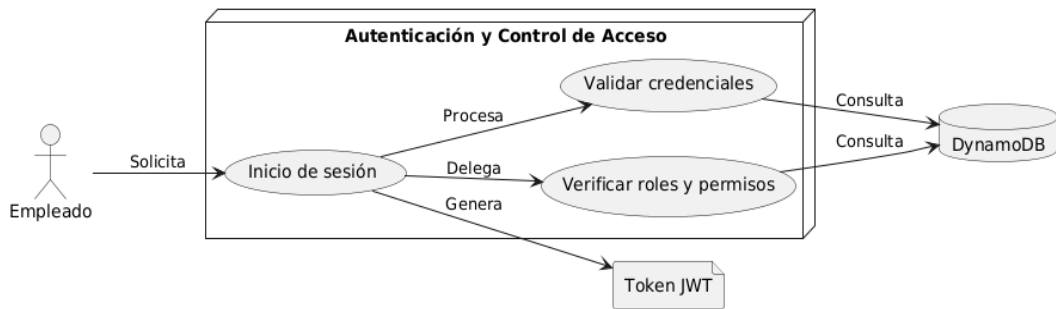 Autenticación y Control de Acceso
Validar credenciales
Consulta
Procesa
DynamoDB
Consulta
Empleado
Solicita
Inicio de sesión
Delega
Verificar roles y permisos
Genera
Token JWT